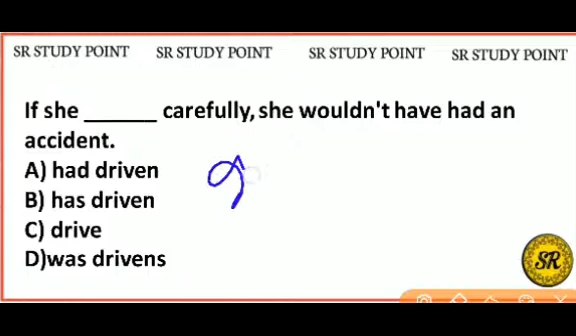 SR STUDY POINT SR STUDY POINT SR STUDY POINT SR STUDY POINT
If she ______ carefully, she wouldn't have had an
accident.
A) had driven
B) has driven
C) drive
D)was drivens
SR